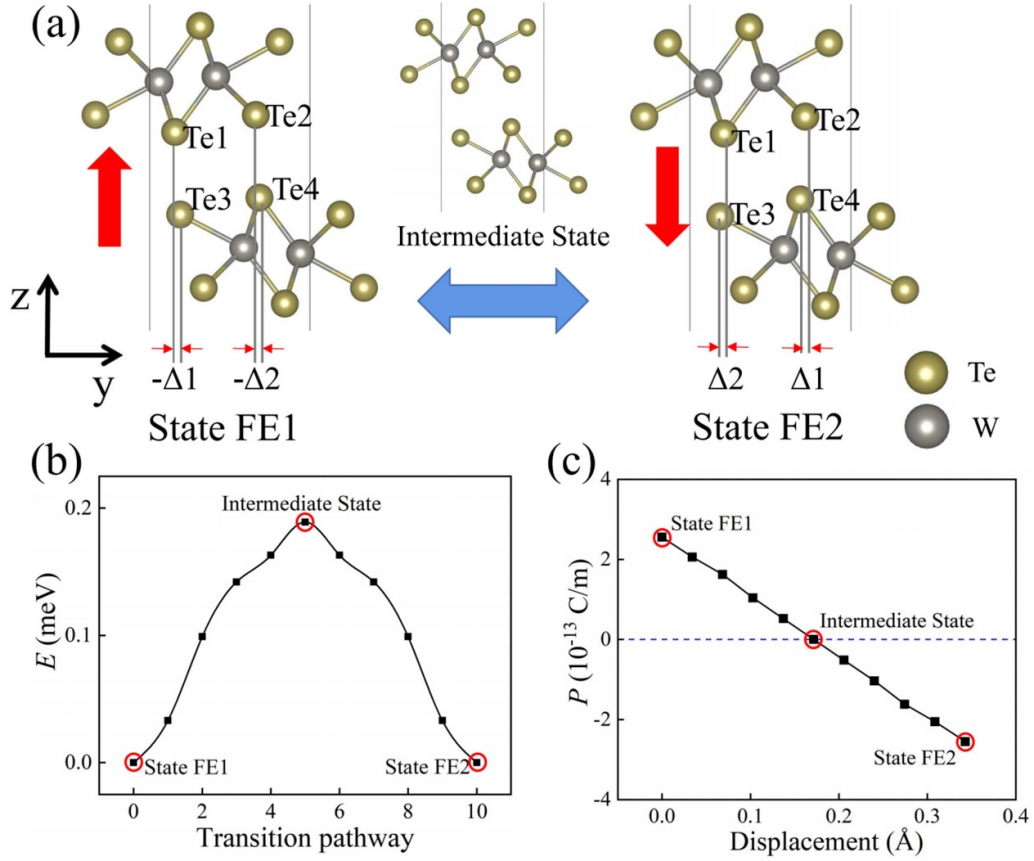 (a)
Te1
Te2
Te3
Te4
z
y
-Δ1
-Δ2
State FE1
Intermediate State
Te1
Te2
Te3
Te4
Δ2
Δ1
State FE2
Te
W
(b)
Intermediate State
State FE1
State FE2
E (meV)
0.2
0.1
0.0
0 2 4 6 8 10
Transition pathway
(c)
State FE1
Intermediate State
State FE2
P (10⁻¹³ C/m)
4
2
0
-2
-4
0.0 0.1 0.2 0.3 0.4
Displacement (Å)